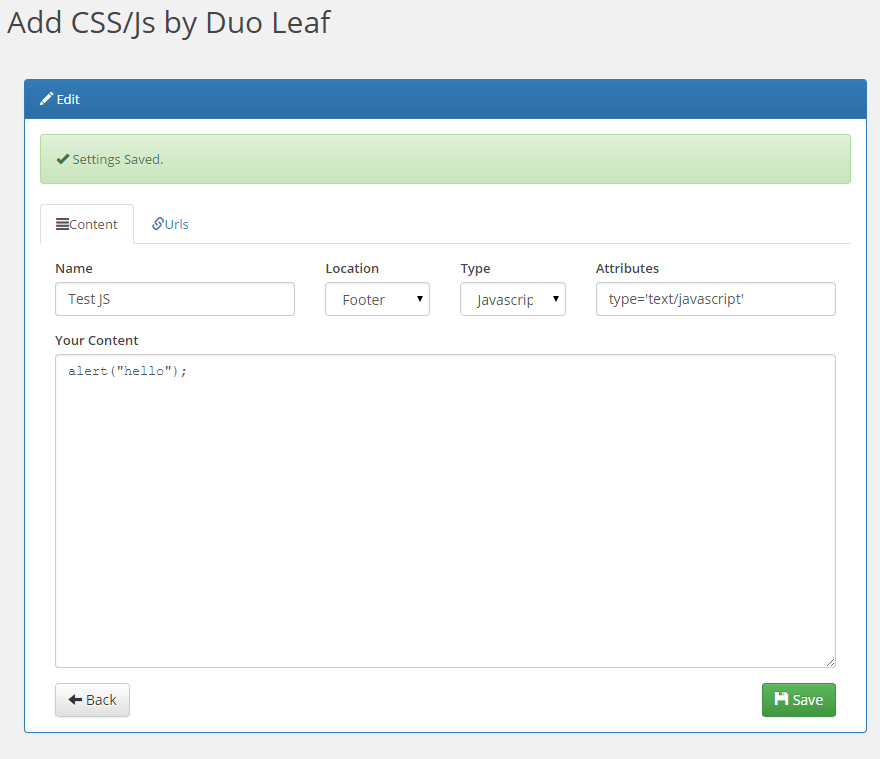 Add CSS/Js by Duo Leaf
Edit
Settings Saved.
Content Urls
Name Location Type Attributes
Test JS Footer Javascrip type='text/javascript'
Your Content
alert("hello");
Back Save